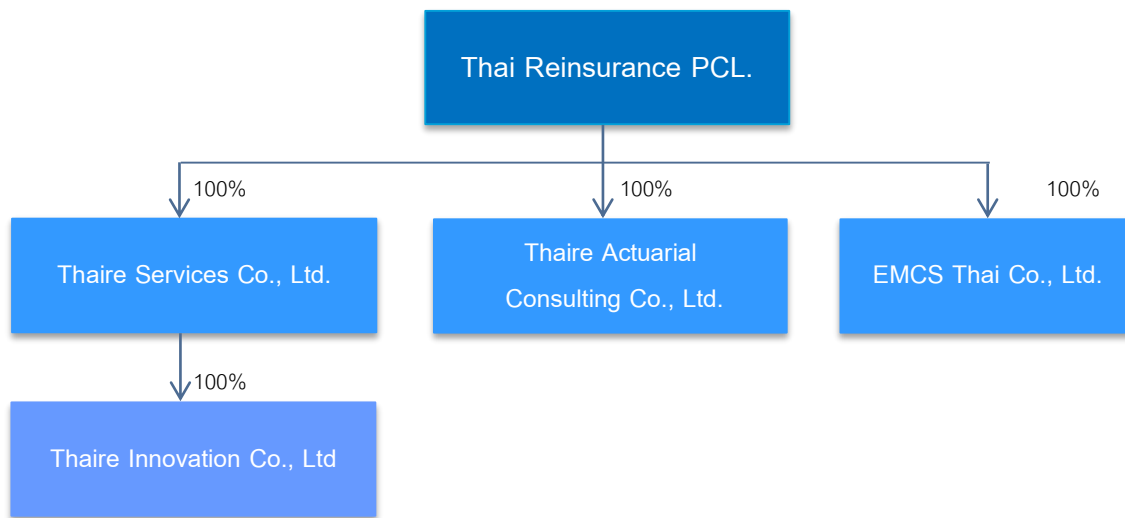 Thai Reinsurance PCL.
100%
100%
100%
Thaire Services Co., Ltd.
Thaire Actuarial
Consulting Co., Ltd.
EMCS Thai Co., Ltd.
100%
Thaire Innovation Co., Ltd